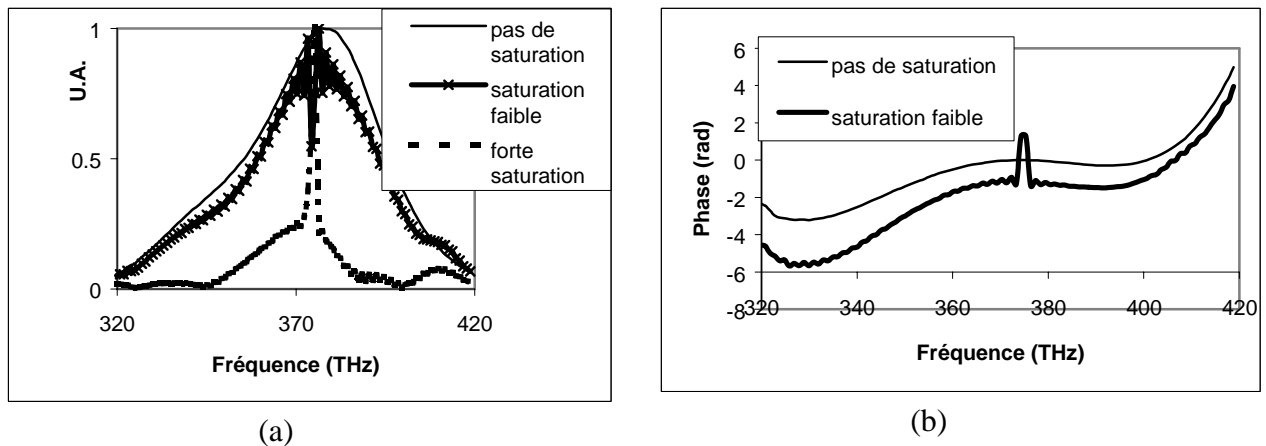 1
0.5
0
U.A.
320
370
420
Fréquence (THz)
pas de
saturation
saturation
faible
forte
saturation
(a)
6
4
2
0
-2
-4
-6
-8
Phase (rad)
320
340
360
380
400
420
Fréquence (THz)
pas de saturation
saturation faible
(b)